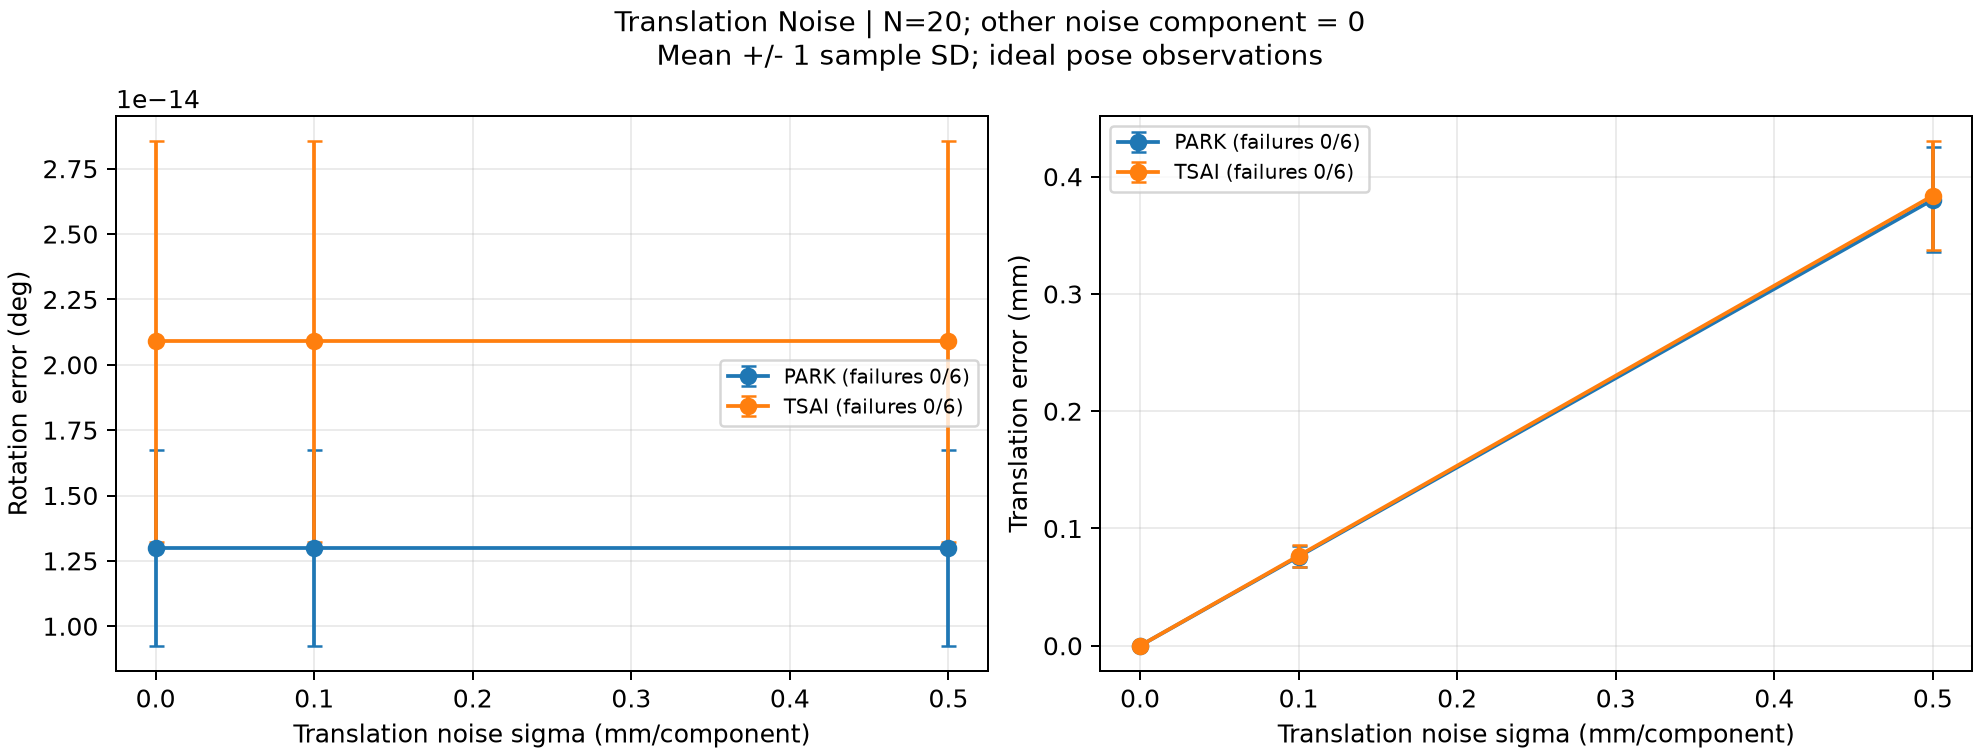 Translation Noise | N=20; other noise component = 0
Mean +/- 1 sample SD; ideal pose observations
1e−14
Rotation error (deg)
2.75
2.50
2.25
2.00
1.75
1.50
1.25
1.00
PARK (failures 0/6)
TSAI (failures 0/6)
0.0 0.1 0.2 0.3 0.4 0.5
Translation noise sigma (mm/component)
Translation error (mm)
0.4
0.3
0.2
0.1
0.0
PARK (failures 0/6)
TSAI (failures 0/6)
0.0 0.1 0.2 0.3 0.4 0.5
Translation noise sigma (mm/component)